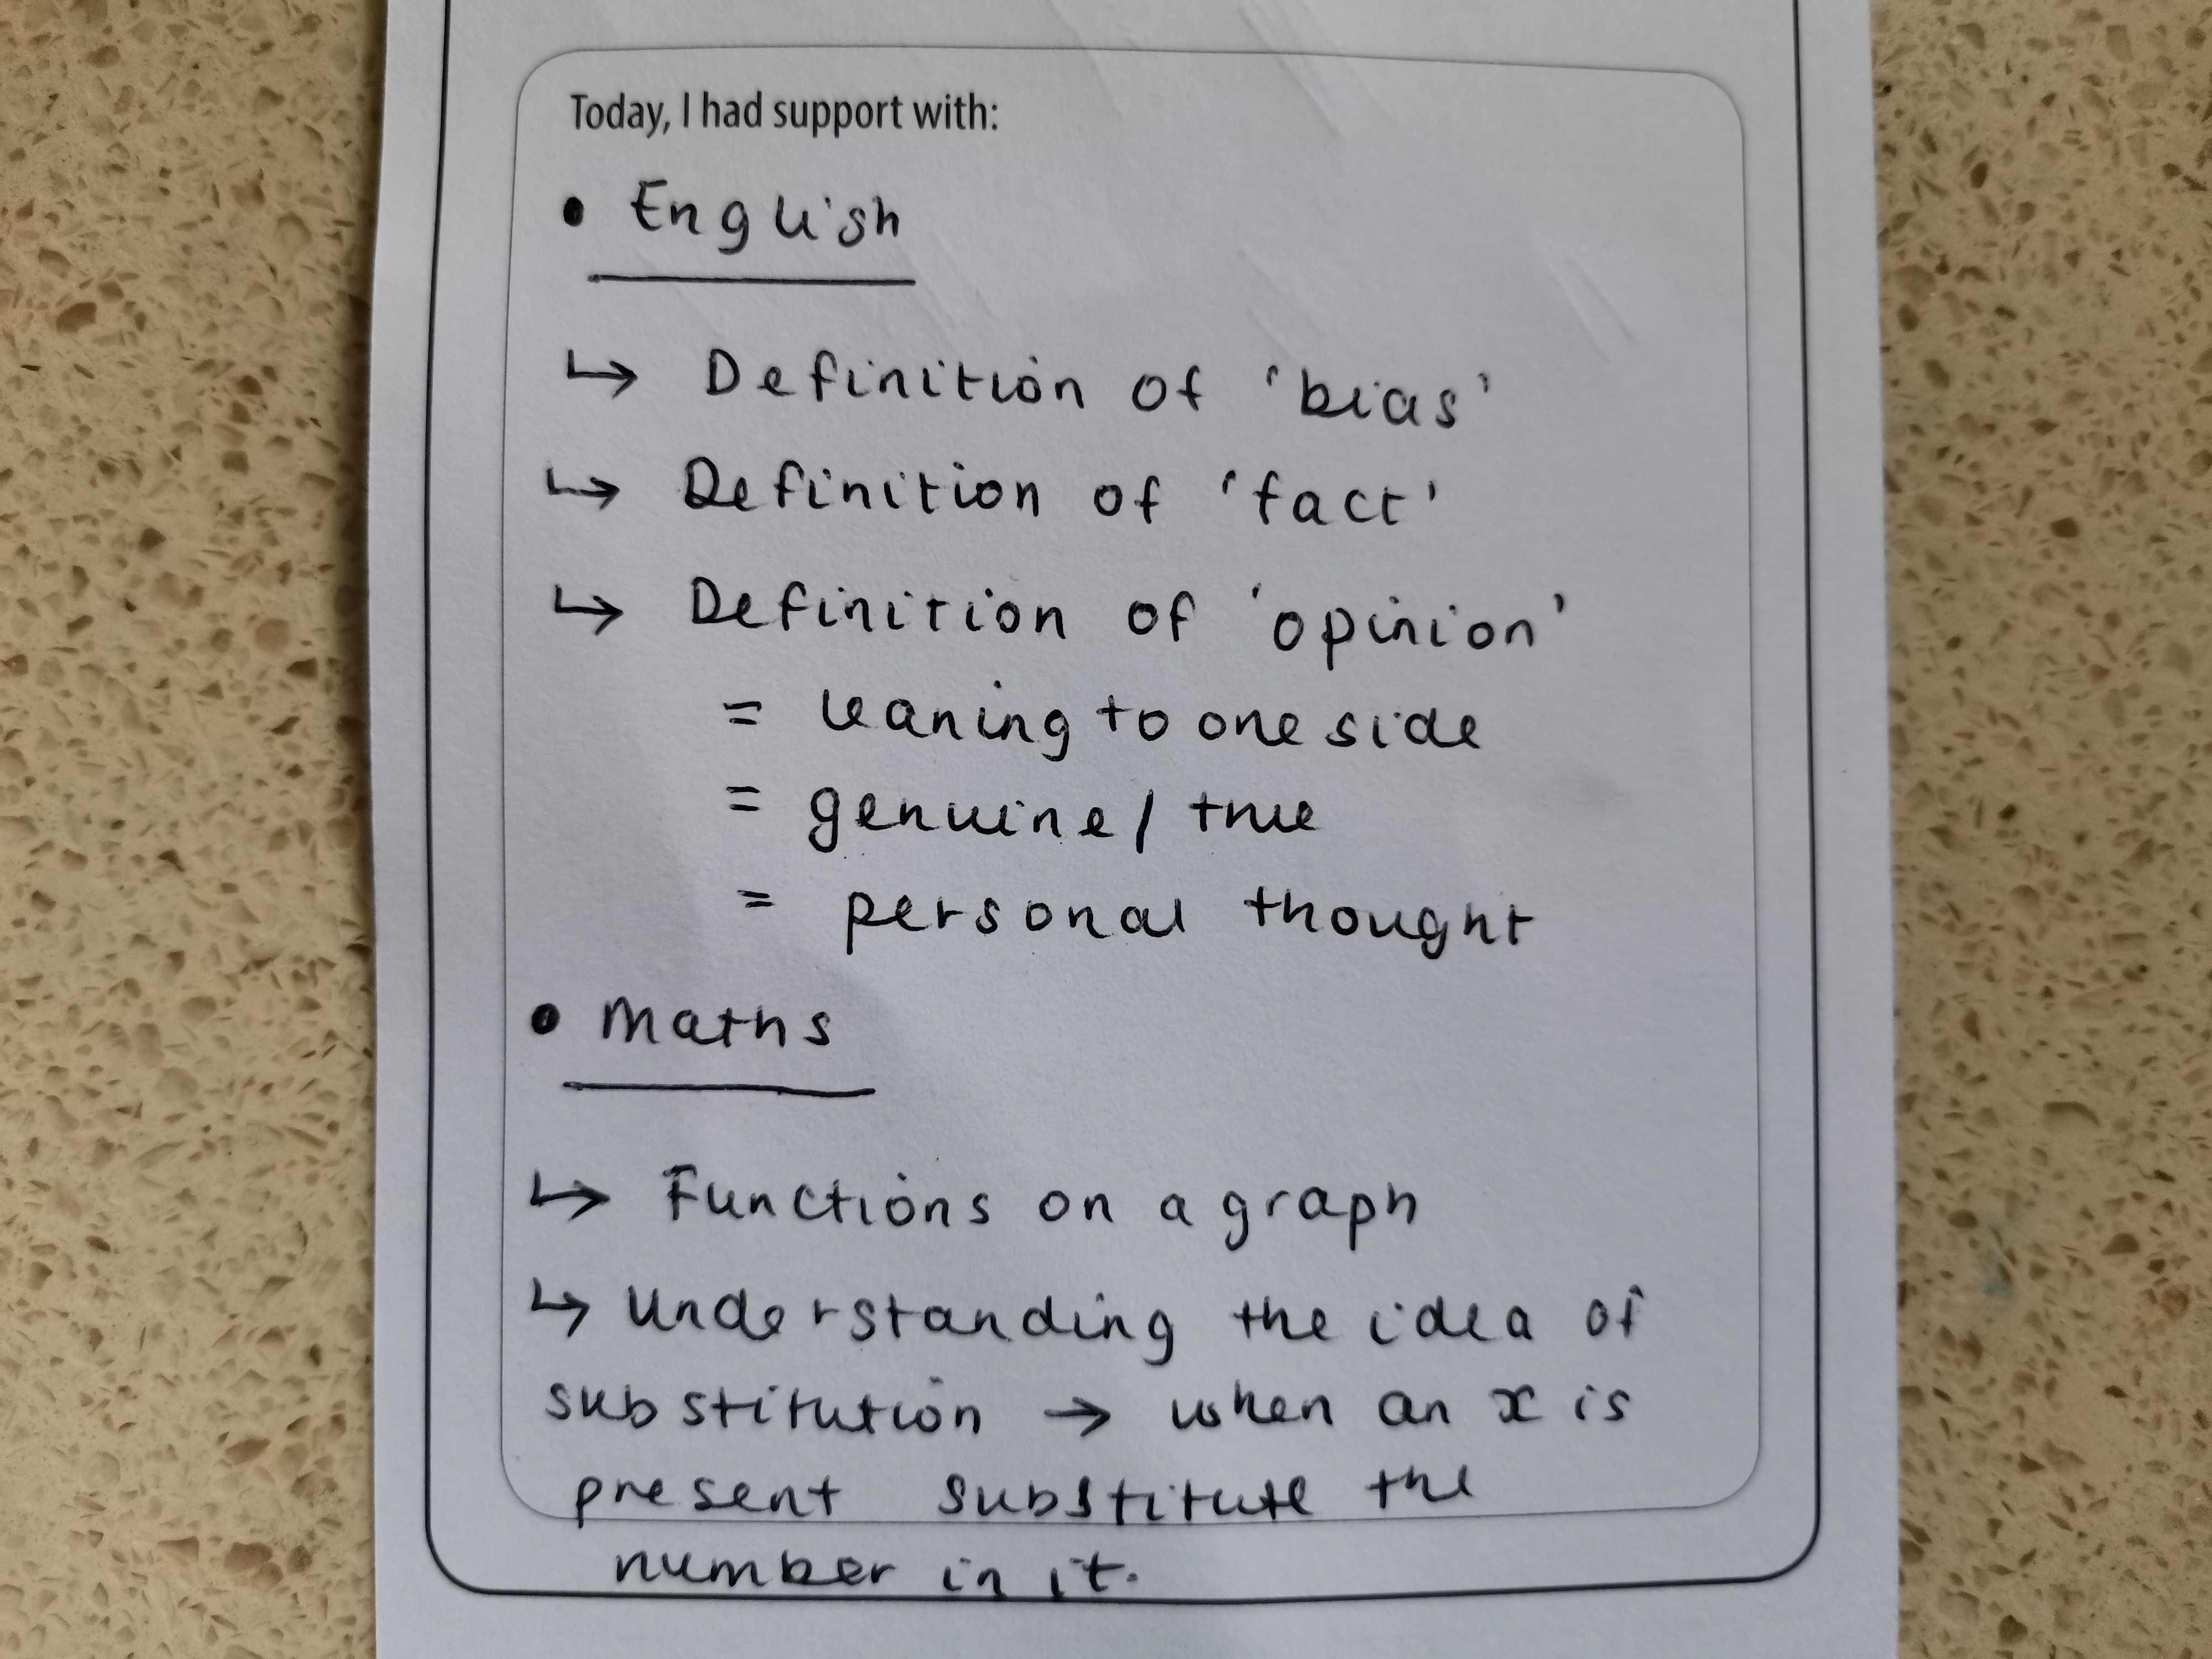 Today, I had support with:
• English
↳ Definition of 'bias'
↳ Definition of 'fact'
↳ Definition of 'opinion'
= leaning to one side
= genuine/ true
= personal thought
• Maths
↳ Functions on a graph
↳ Understanding the idea of
substitution → when an x is
present substitute the
number in it.